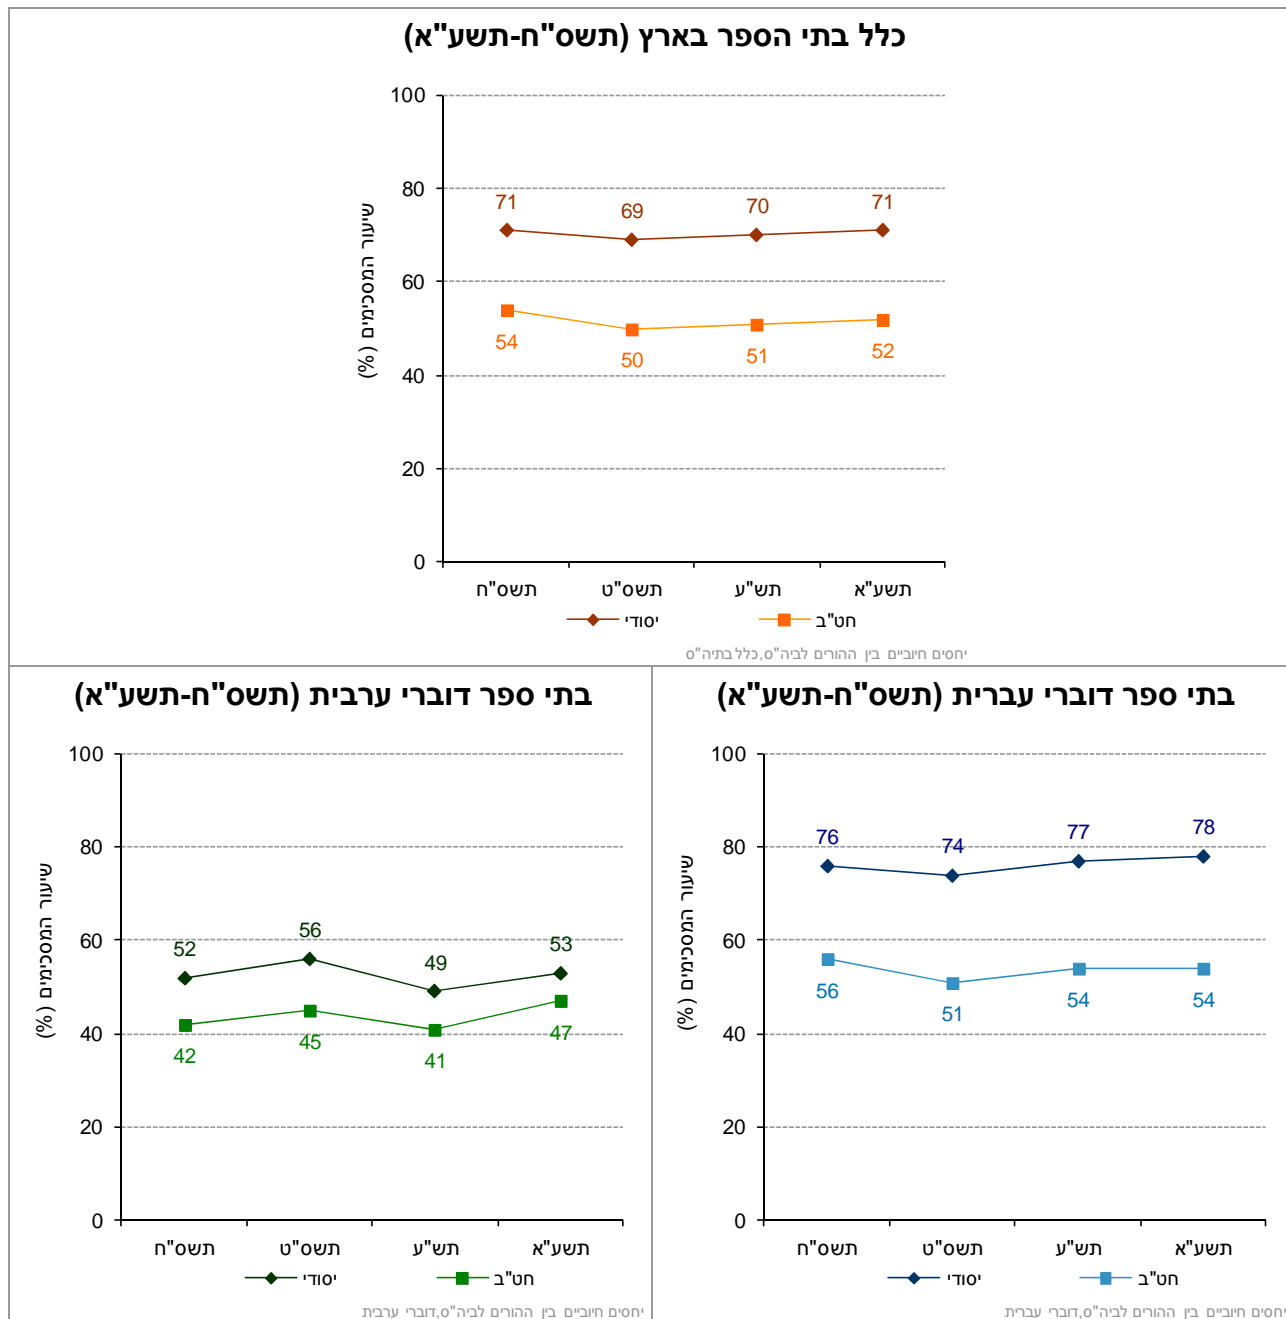 כלל בתי הספר בארץ (תשס"ח-תשע"א)
שיעור המסכימים (%)
100
80
60
40
20
0
71 69 70 71
54 50 51 52
תשס"ח תשס"ט תש"ע תשע"א
יסודי חט"ב
יחסים חיוביים בין ההורים לביה"ס,כלל בתיה"ס
בתי ספר דוברי עברית (תשס"ח-תשע"א)
שיעור המסכימים (%)
100
80
60
40
20
0
76 74 77 78
56 51 54 54
תשס"ח תשס"ט תש"ע תשע"א
יסודי חט"ב
יחסים חיוביים בין ההורים לביה"ס,דוברי עברית
בתי ספר דוברי ערבית (תשס"ח-תשע"א)
שיעור המסכימים (%)
100
80
60
40
20
0
52 56 49 53
42 45 41 47
תשס"ח תשס"ט תש"ע תשע"א
יסודי חט"ב
יחסים חיוביים בין ההורים לביה"ס,דוברי ערבית